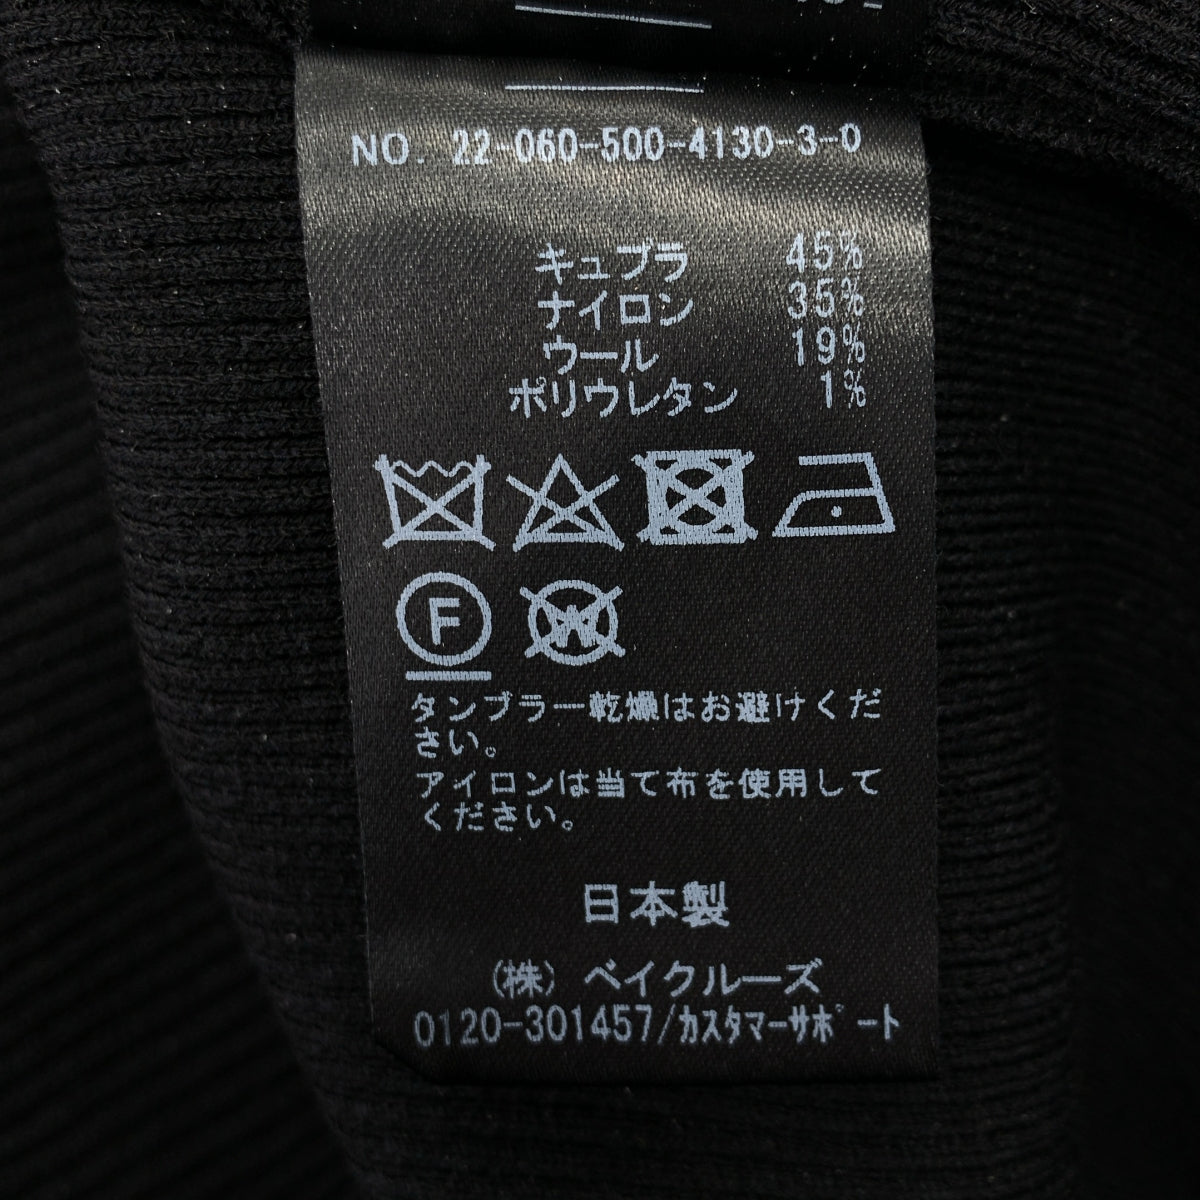 NO. 22-060-500-4130-3-0
キュプラ 45%
ナイロン 35%
ウール 19%
ポリウレタン 1%
F W
タンブラー乾燥はお避けくだ
さい。
アイロンは当て布を使用して
ください。
日本製
(株) ベイクルーズ
0120-301457/カスタマーサポート